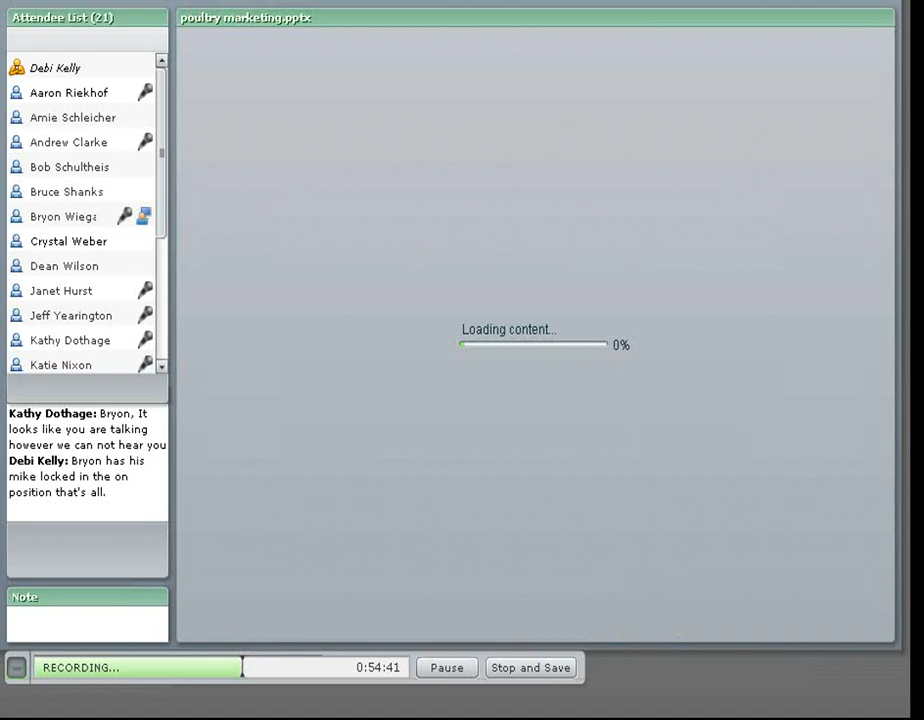 Attendee List (21)
poultry marketing.pptx
Debi Kelly
Aaron Riekhof
Amie Schleicher
Andrew Clarke
Bob Schultheis
Bruce Shanks
Bryon Wiega
Crystal Weber
Dean Wilson
Janet Hurst
Jeff Yearington
Kathy Dothage
Katie Nixon
Loading content...
0%
Kathy Dothage: Bryon, It
looks like you are talking
however we can not hear you
Debi Kelly: Bryon has his
mike locked in the on
position that's all.
Note
RECORDING...
0:54:41
Pause
Stop and Save